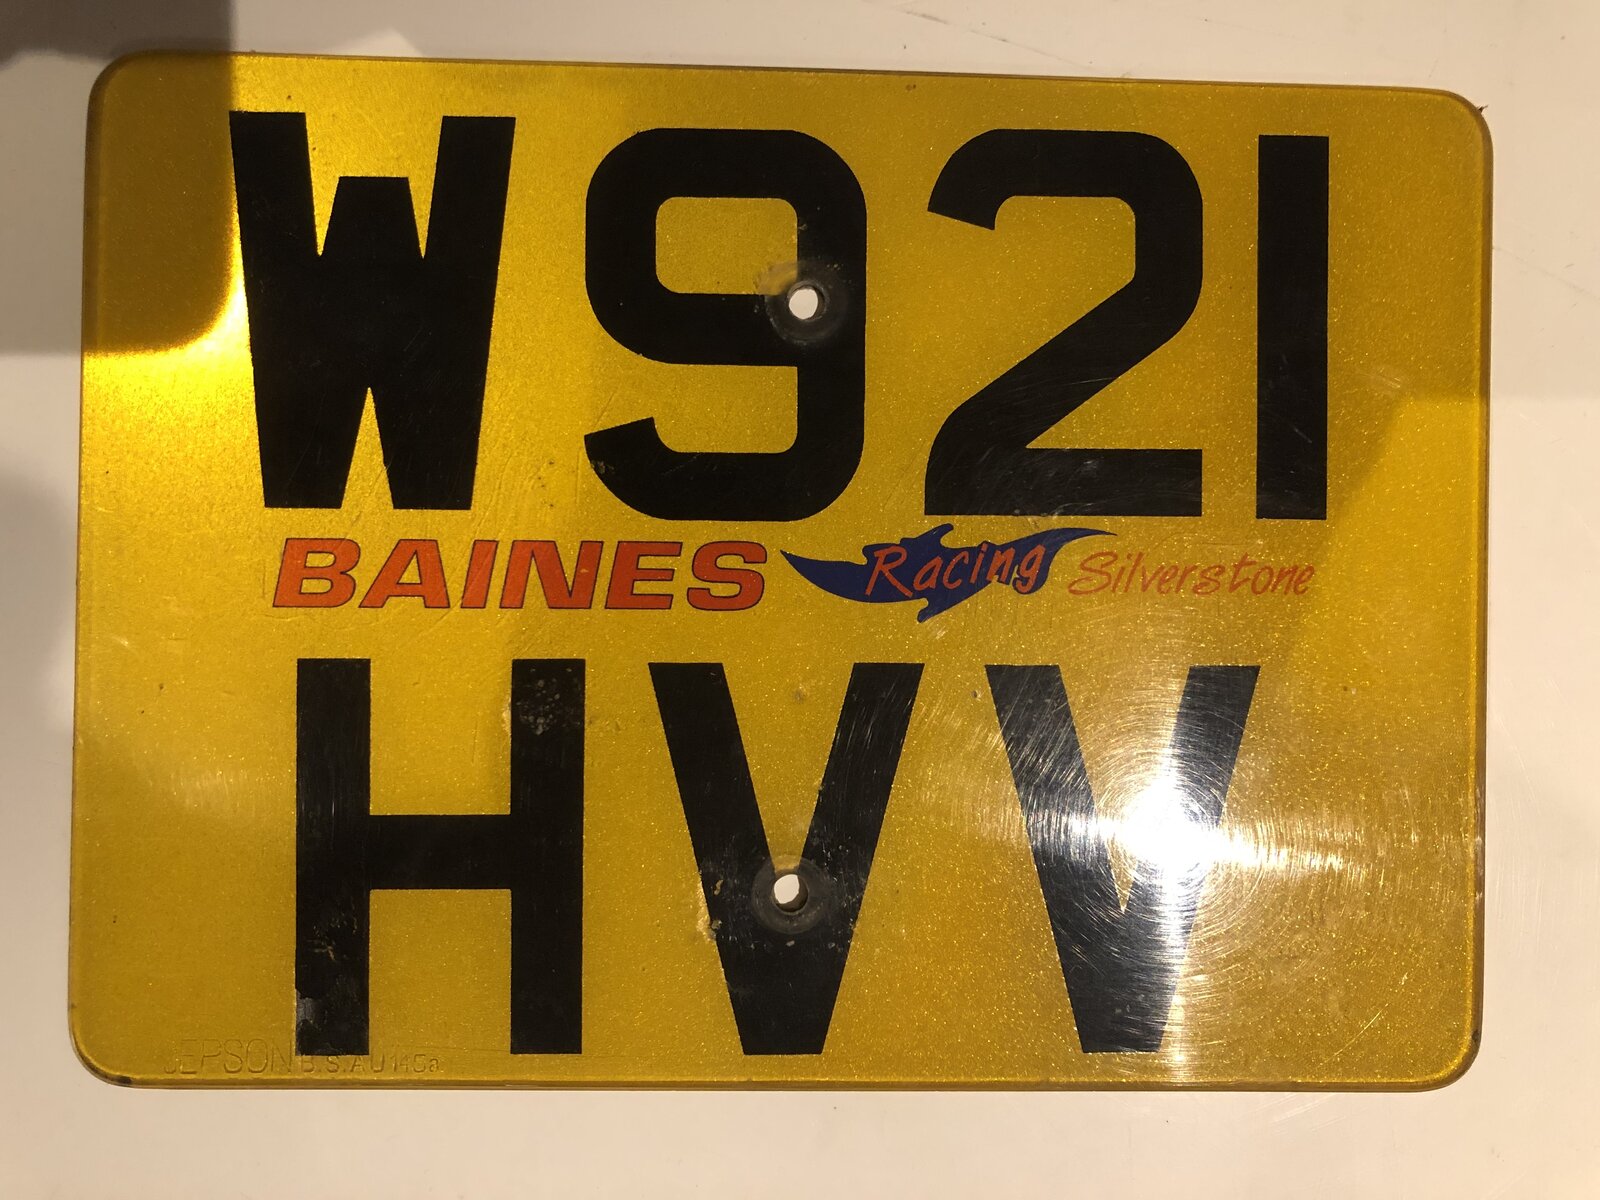 W921
BAINES Racing Silverstone
HVV
JEPSON B.S.AU145a